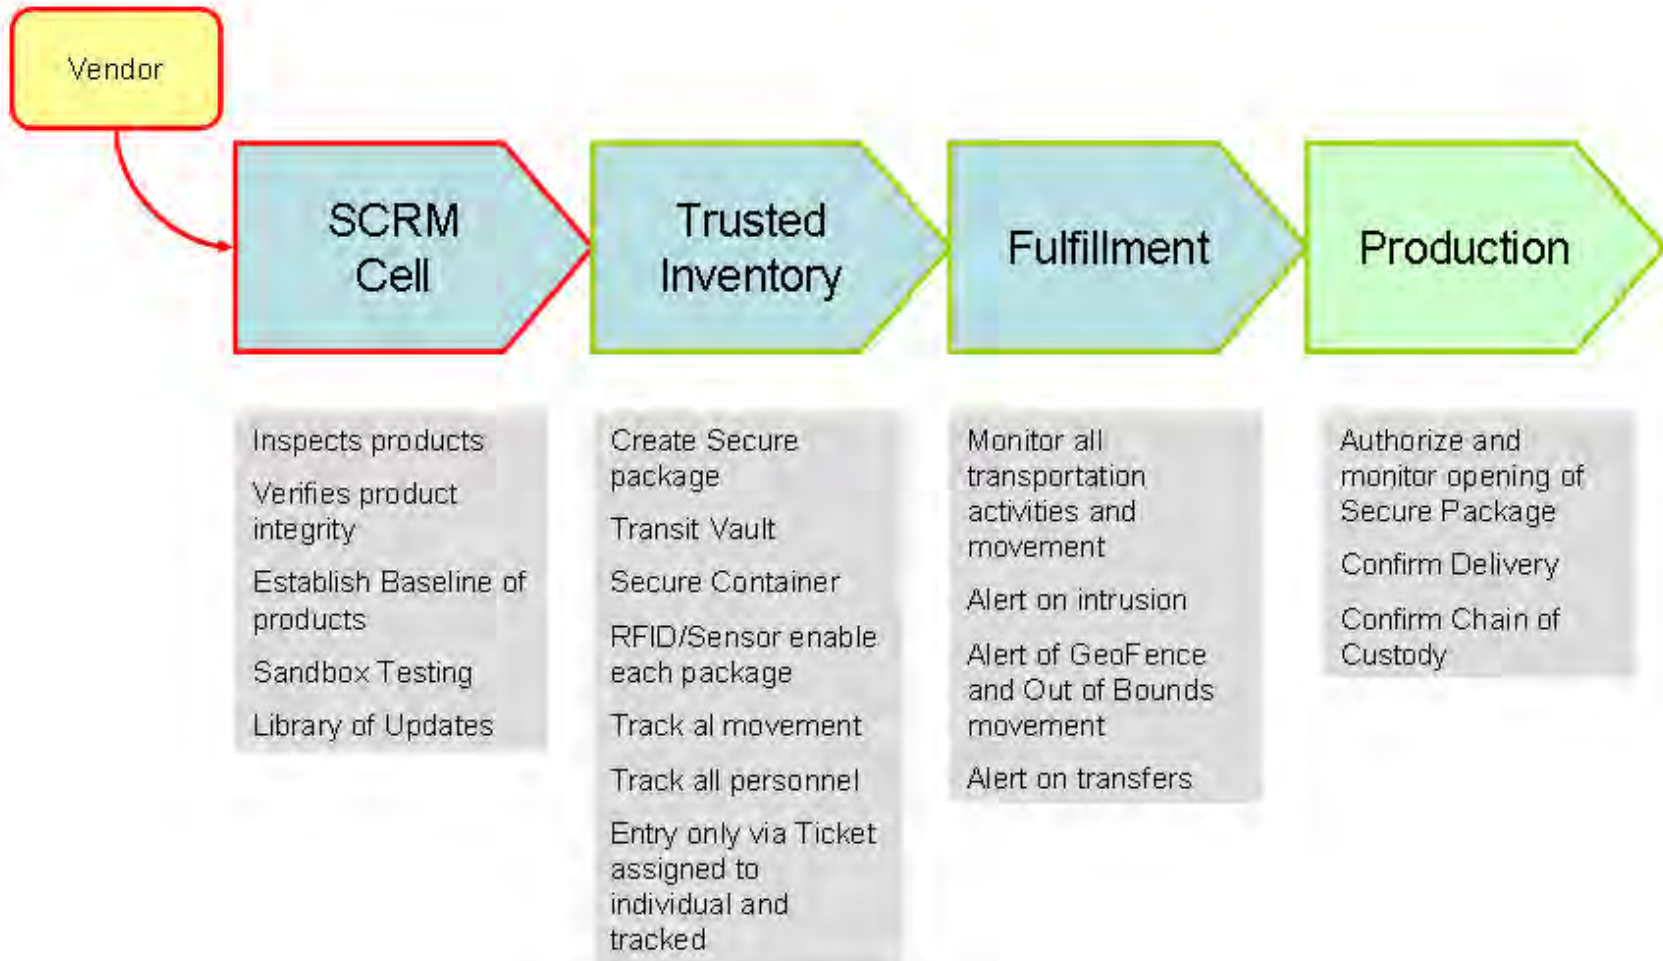 Vendor
SCRM
Cell
Trusted
Inventory
Fulfillment
Production
Inspects products
Verifies product
integrity
Establish Baseline of
products
Sandbox Testing
Library of Updates
Create Secure
package
Transit Vault
Secure Container
RFID/Sensor enable
each package
Track al movement
Track all personnel
Entry only via Ticket
assigned to
individual and
tracked
Monitor all
transportation
activities and
movement
Alert on intrusion
Alert of GeoFence
and Out of Bounds
movement
Alert on transfers
Authorize and
monitor opening of
Secure Package
Confirm Delivery
Confirm Chain of
Custody